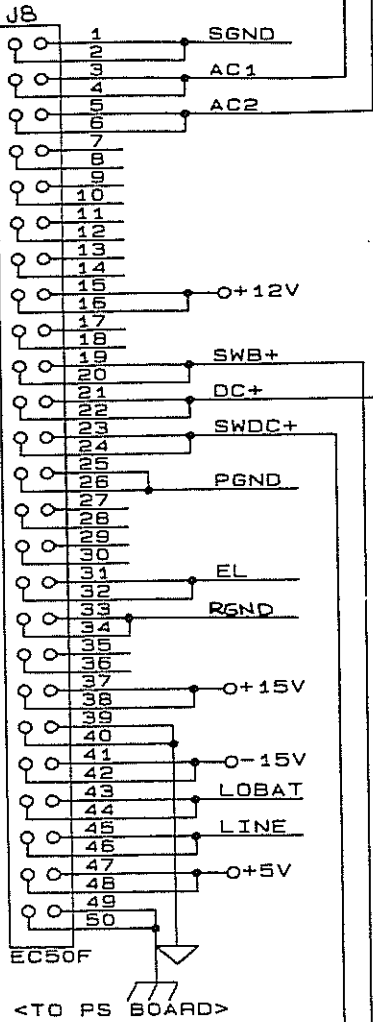 J8
1 SGND
2
3 AC1
4
5 AC2
6
7
8
9
10
11
12
13
14
15 +12V
16
17
18
19 SWB+
20
21 DC+
22
23 SWDC+
24
25
26 PGND
27
28
29
30
31 EL
32
33 RGND
34
35
36
37 +15V
38
39
40
41 -15V
42
43 LOBAT
44
45 LINE
46
47 +5V
48
49
50
EC50F
<TO PS BOARD>